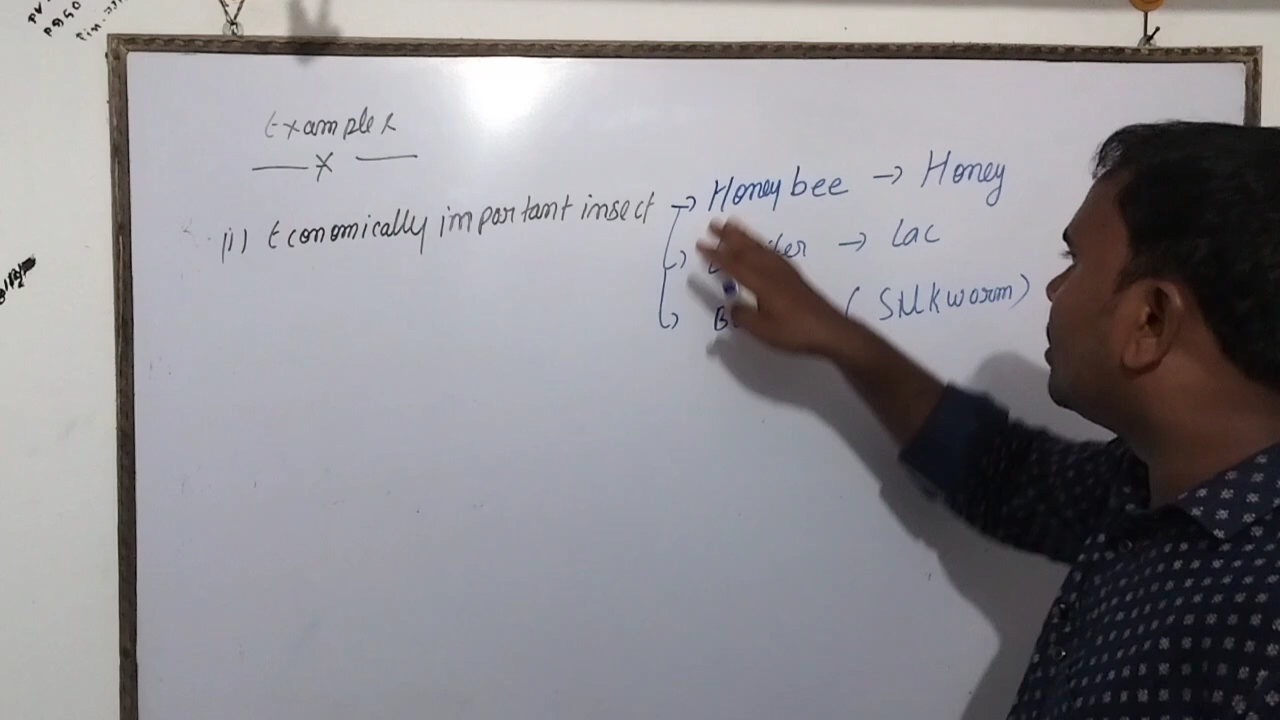 Examples
(i) Economically important insect → Honeybee → Honey
→ Lac
(Silkworm)